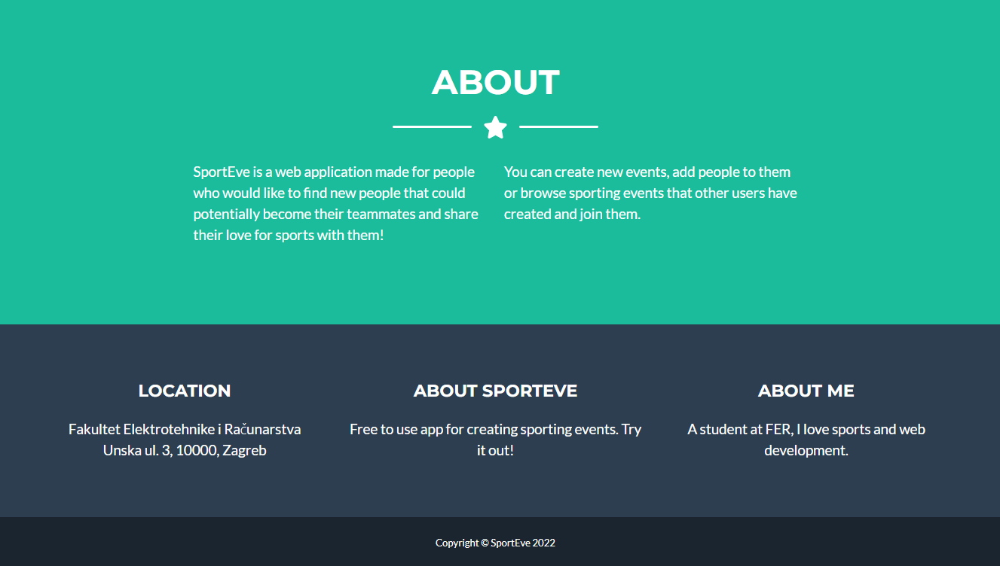 ABOUT
SportEve is a web application made for people
who would like to find new people that could
potentially become their teammates and share
their love for sports with them!
You can create new events, add people to them
or browse sporting events that other users have
created and join them.
LOCATION
Fakultet Elektrotehnike i Računarstva
Unska ul. 3, 10000, Zagreb
ABOUT SPORTEVE
Free to use app for creating sporting events. Try
it out!
ABOUT ME
A student at FER, I love sports and web
development.
Copyright © SportEve 2022